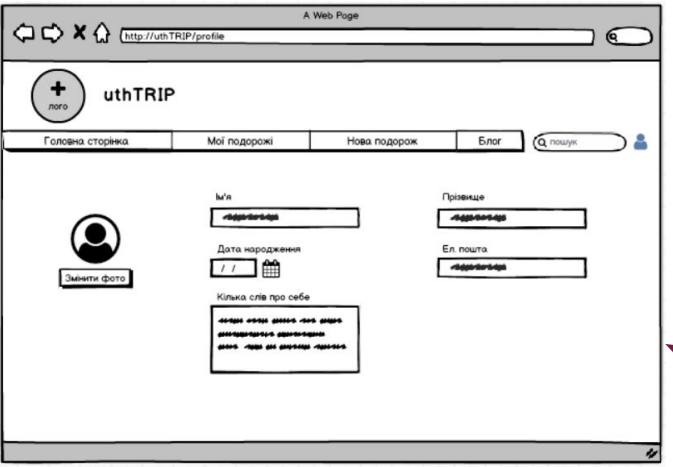 A Web Page
http://uthTRIP/profile
лого
uthTRIP
Головна сторінка
Мої подорожі
Нова подорож
Блог
пошук
Ім'я
Прізвище
Дата народження
Ел. пошта
/ /
Змінити фото
Кілька слів про себе